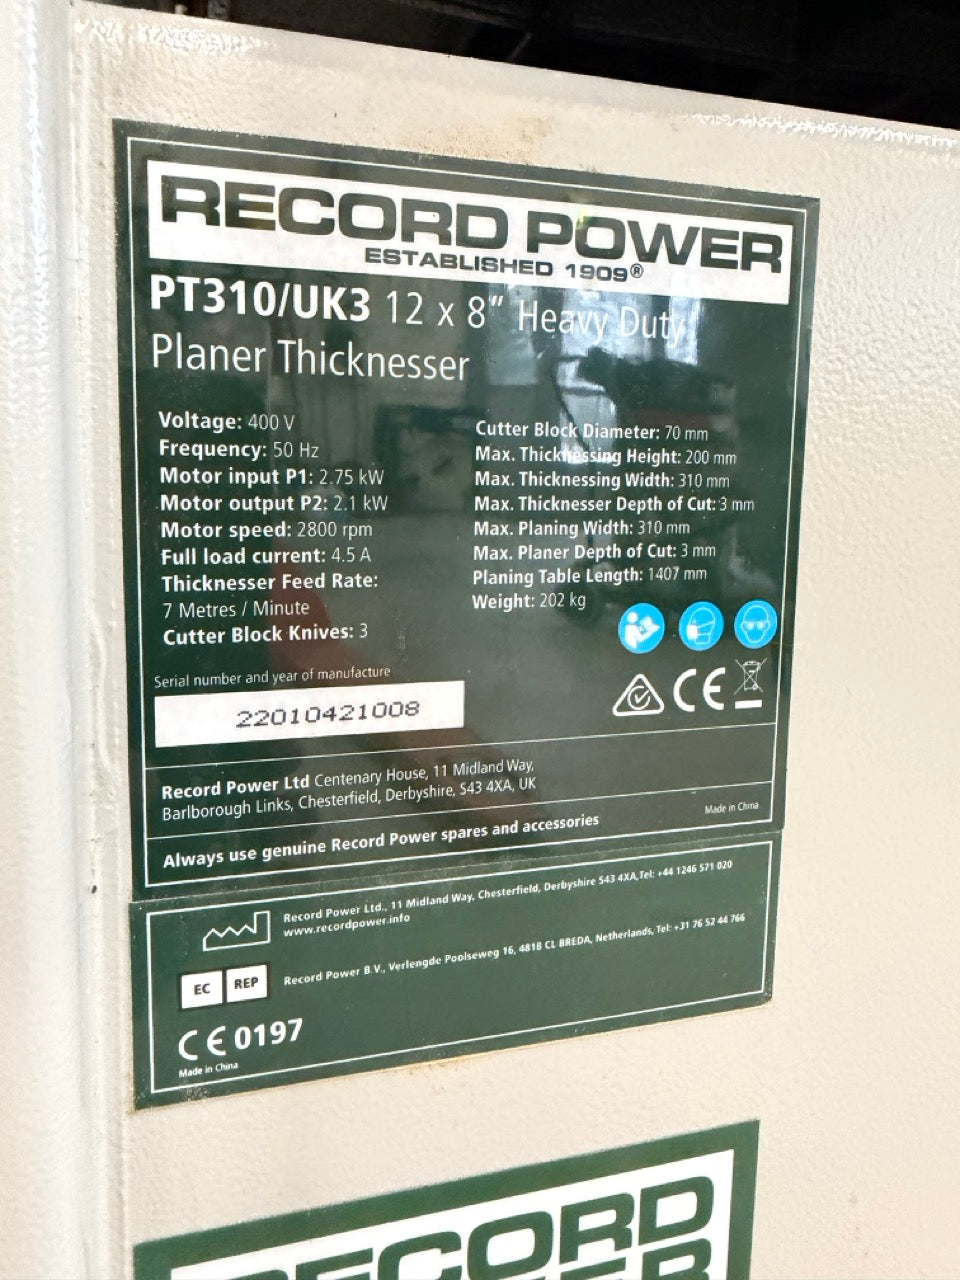 RECORD POWER
ESTABLISHED 1909®
PT310/UK3 12 x 8" Heavy Duty
Planer Thicknesser
Voltage: 400 V
Frequency: 50 Hz
Motor input P1: 2.75 kW
Motor output P2: 2.1 kW
Motor speed: 2800 rpm
Full load current: 4.5 A
Thicknesser Feed Rate:
7 Metres / Minute
Cutter Block Knives: 3
Cutter Block Diameter: 70 mm
Max. Thicknessing Height: 200 mm
Max. Thicknessing Width: 310 mm
Max. Thicknesser Depth of Cut: 3 mm
Max. Planing Width: 310 mm
Max. Planer Depth of Cut: 3 mm
Planing Table Length: 1407 mm
Weight: 202 kg
Serial number and year of manufacture
22010421008
CE
Record Power Ltd Centenary House, 11 Midland Way,
Barlborough Links, Chesterfield, Derbyshire, S43 4XA, UK
Made in China
Always use genuine Record Power spares and accessories
Record Power Ltd., 11 Midland Way, Chesterfield, Derbyshire S43 4XA,Tel: +44 1246 571 020
www.recordpower.info
EC REP
Record Power B.V., Verlengde Poolseweg 16, 4818 CL BREDA, Netherlands, Tel: +31 76 52 44 766
CE 0197
Made in China
RECORD
POWER